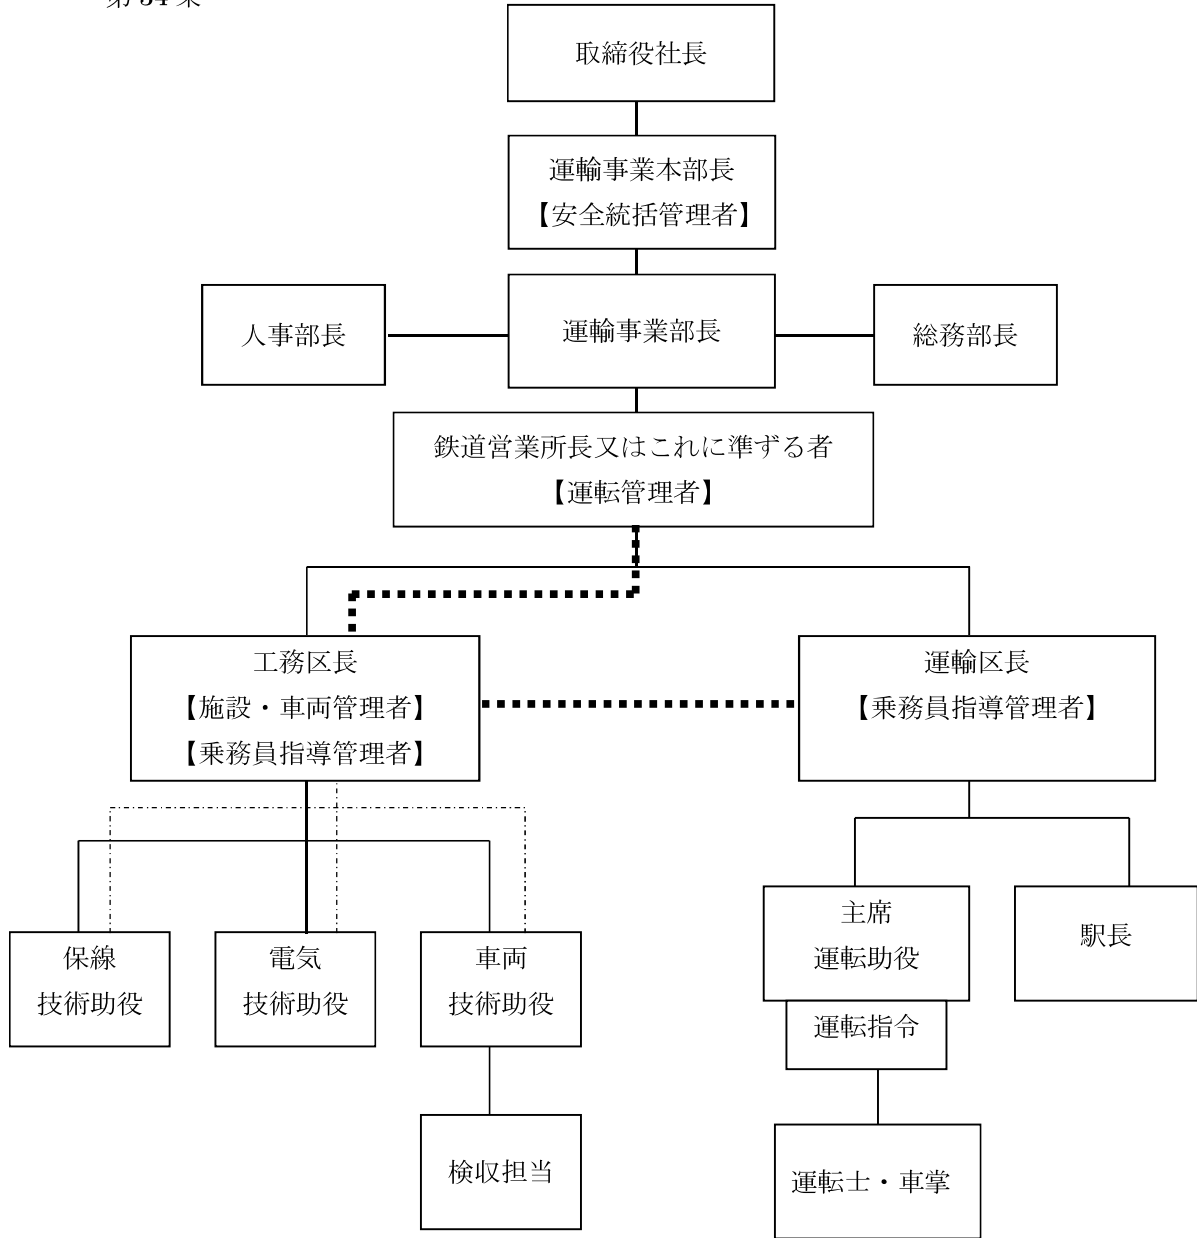 取締役社長
運輸事業本部長
【安全統括管理者】
人事部長
運輸事業部長
総務部長
鉄道営業所長又はこれに準ずる者
【運転管理者】
工務区長
【施設・車両管理者】
【乗務員指導管理者】
運輸区長
【乗務員指導管理者】
保線
技術助役
電気
技術助役
車両
技術助役
検収担当
主席
運転助役
運転指令
駅長
運転士・車掌